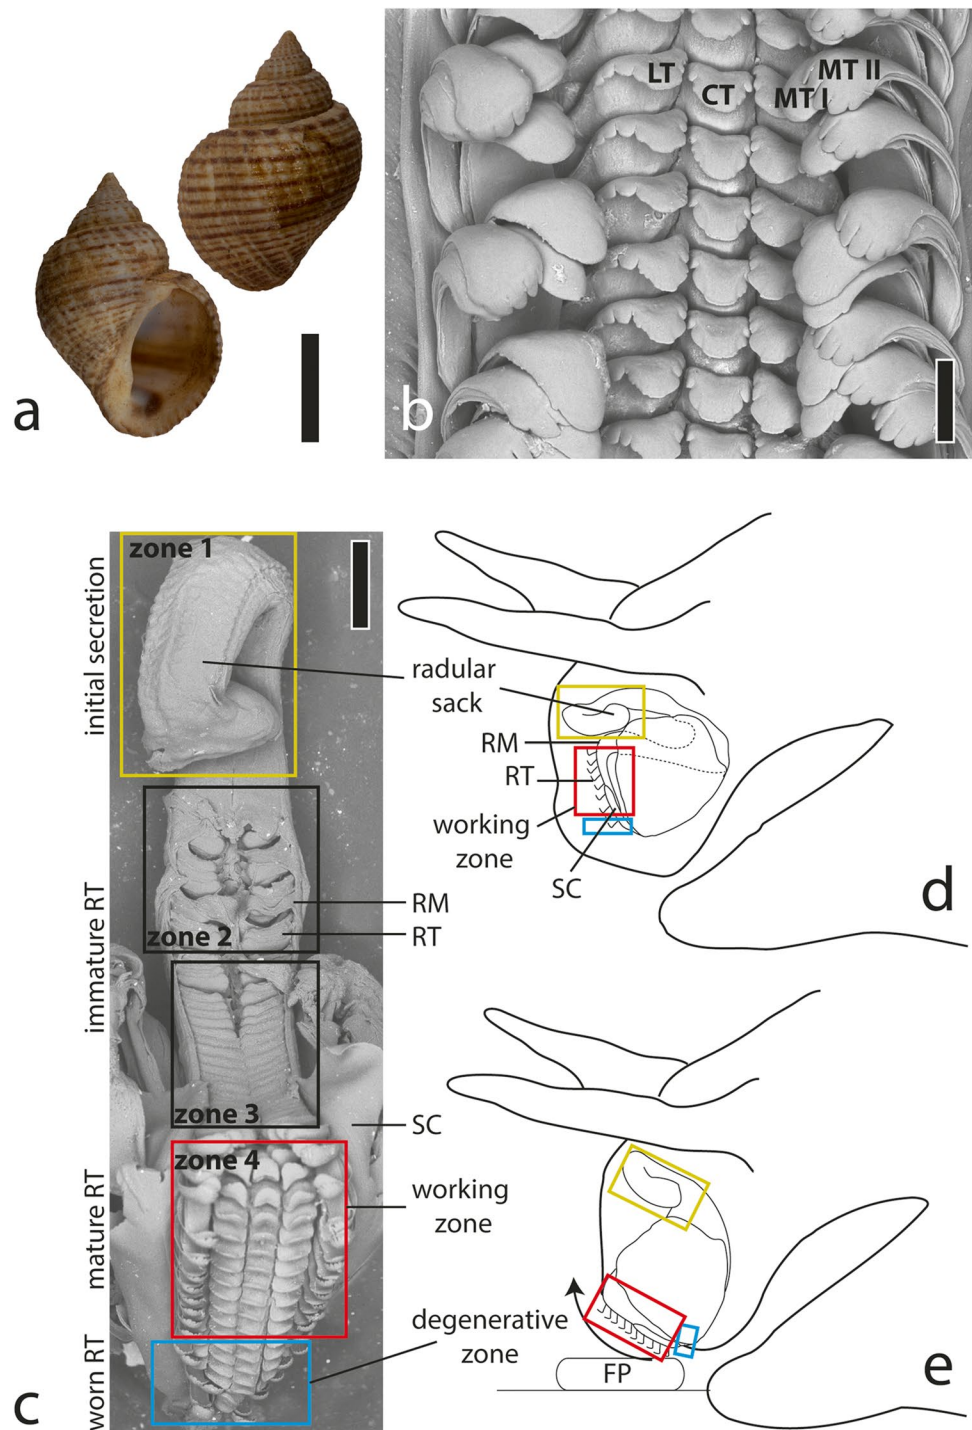 a
LT
CT
MT I
MT II
b
initial secretion
immature RT
mature RT
worn RT
zone 1
zone 2
zone 3
zone 4
c
radular
sack
RM
RT
working
zone
SC
d
RM
RT
SC
working
zone
degenerative
zone
FP
e